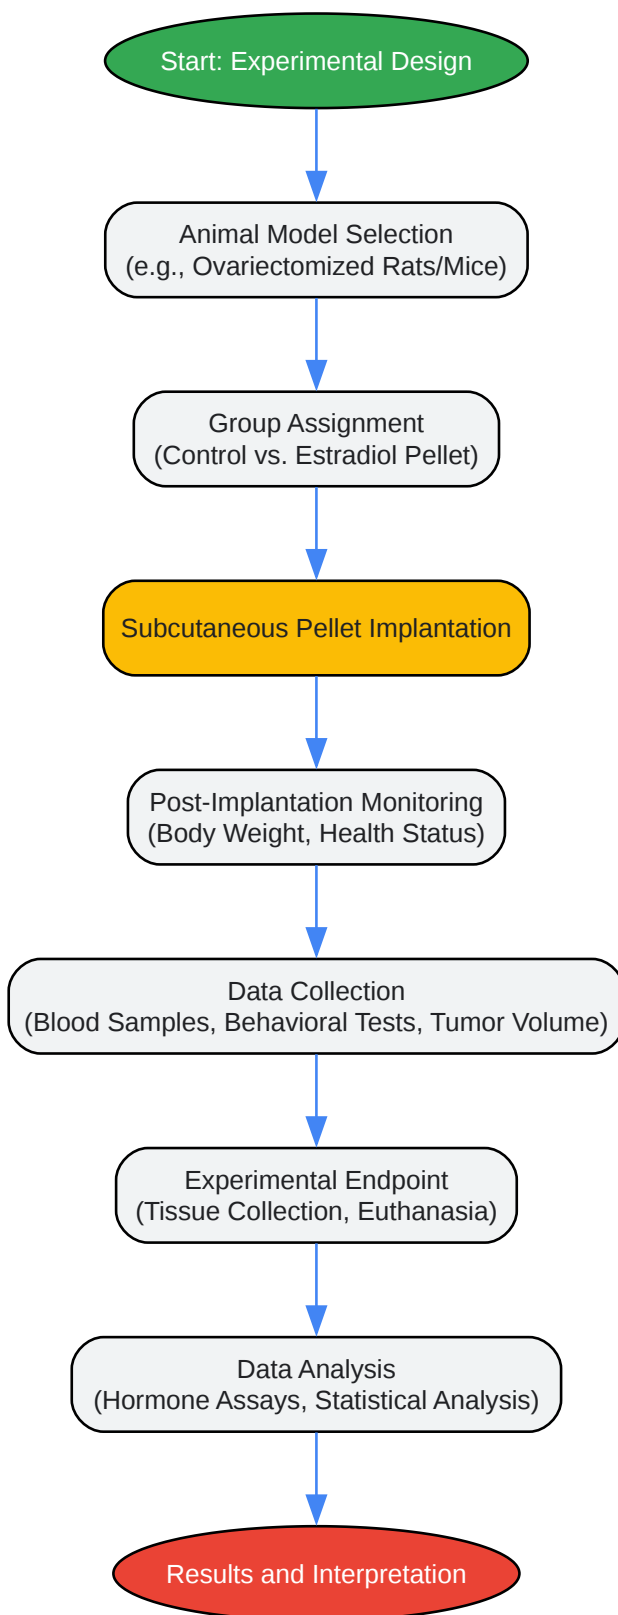 Start: Experimental Design
Animal Model Selection
(e.g., Ovariectomized Rats/Mice)
Group Assignment
(Control vs. Estradiol Pellet)
Subcutaneous Pellet Implantation
Post-Implantation Monitoring
(Body Weight, Health Status)
Data Collection
(Blood Samples, Behavioral Tests, Tumor Volume)
Experimental Endpoint
(Tissue Collection, Euthanasia)
Data Analysis
(Hormone Assays, Statistical Analysis)
Results and Interpretation